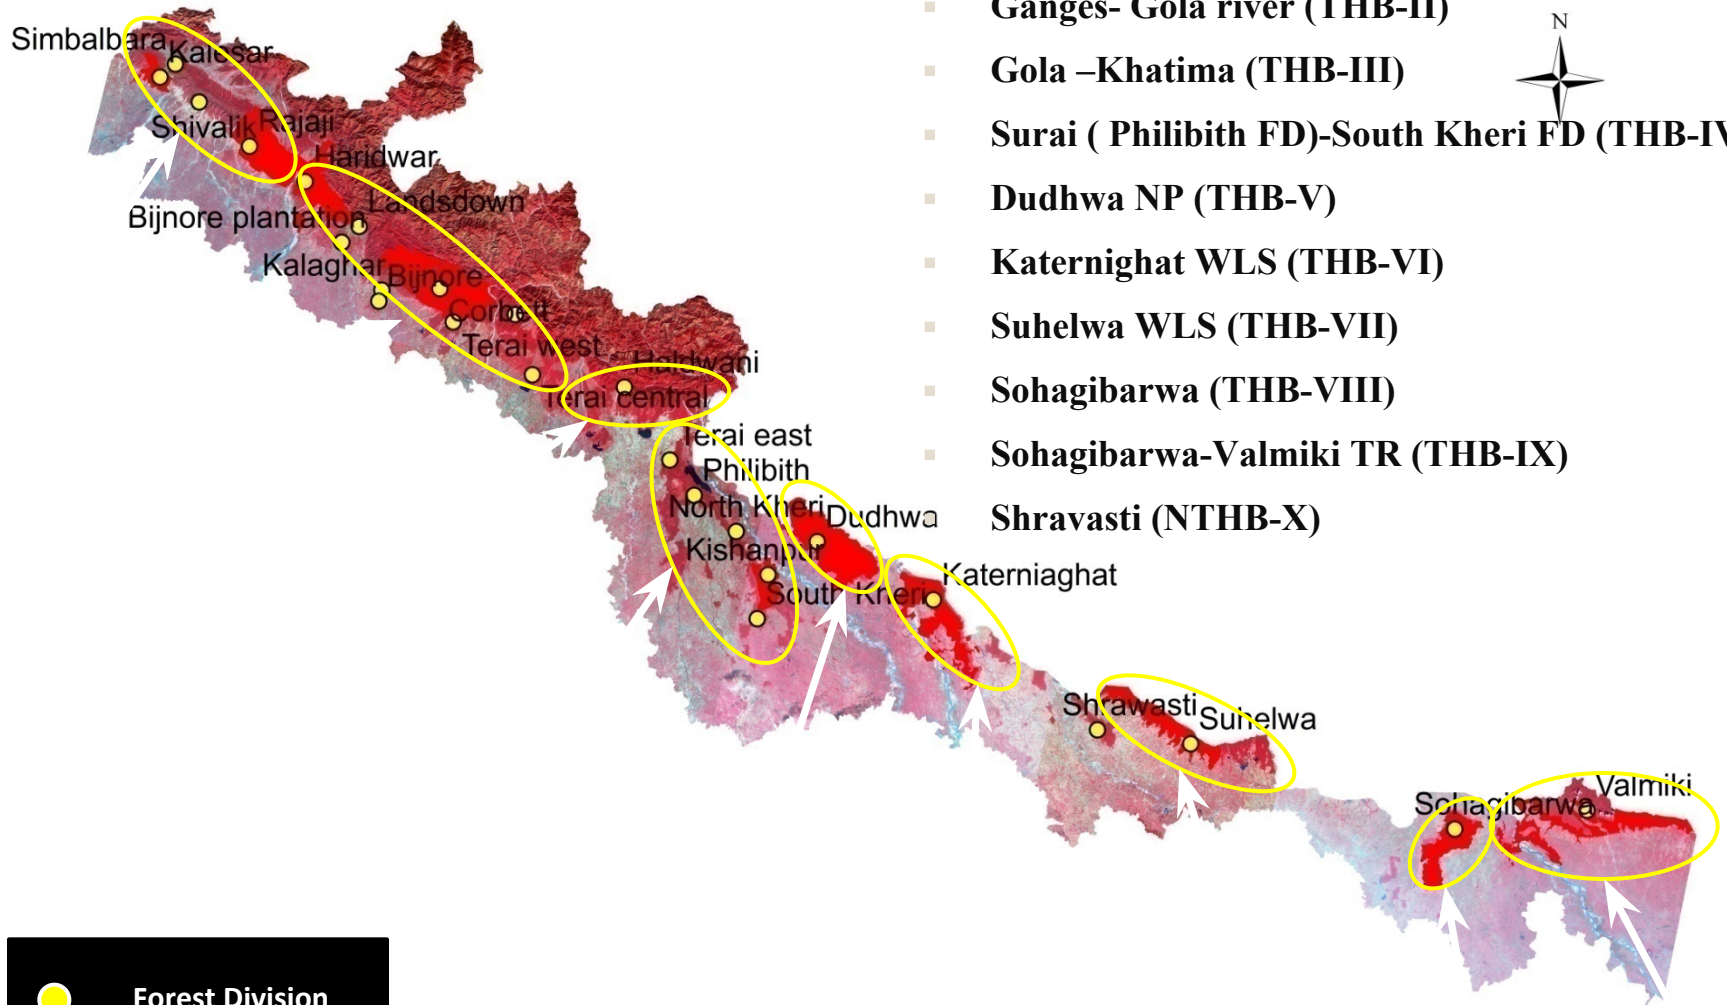 Ganges- Gola river (THB-II)
N
Simbalbara
Kalesar
Gola –Khatima (THB-III)
Shivalik
Rajaji
Surai ( Philibith FD)-South Kheri FD (THB-IV
Haridwar
Landsdown
Dudhwa NP (THB-V)
Bijnore plantation
Kalaghar
Bijnore
Katernighat WLS (THB-VI)
Corbett
Suhelwa WLS (THB-VII)
Terai west
Haldwani
Terai central
Sohagibarwa (THB-VIII)
Terai east
Sohagibarwa-Valmiki TR (THB-IX)
Philibith
North Kheri
Dudhwa
Shravasti (NTHB-X)
Kishanpur
South Kheri
Katerniaghat
Shrawasti
Suhelwa
Valmiki
Sohagibarwa
Forest Division